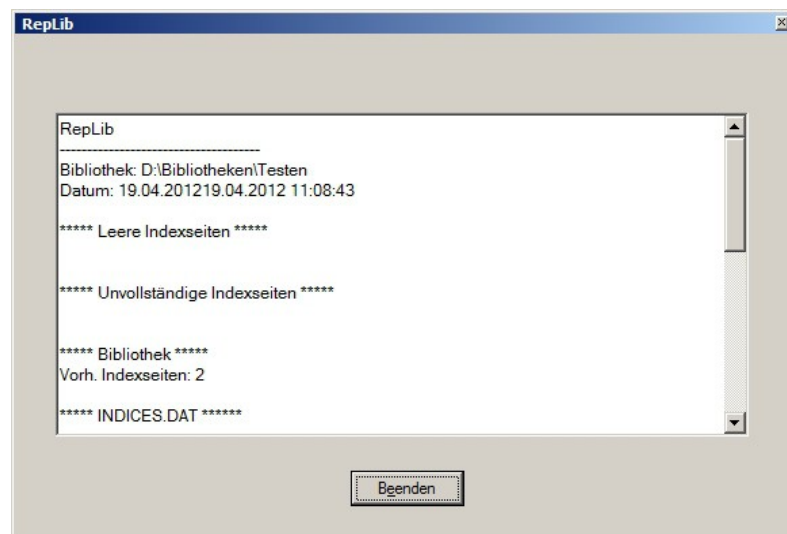 RepLib
RepLib
-------------------------------------
Bibliothek: D:\Bibliotheken\Testen
Datum: 19.04.201219.04.2012 11:08:43
***** Leere Indexseiten *****
***** Unvollständige Indexseiten *****
***** Bibliothek *****
Vorh. Indexseiten: 2
***** INDICES.DAT ******
Beenden